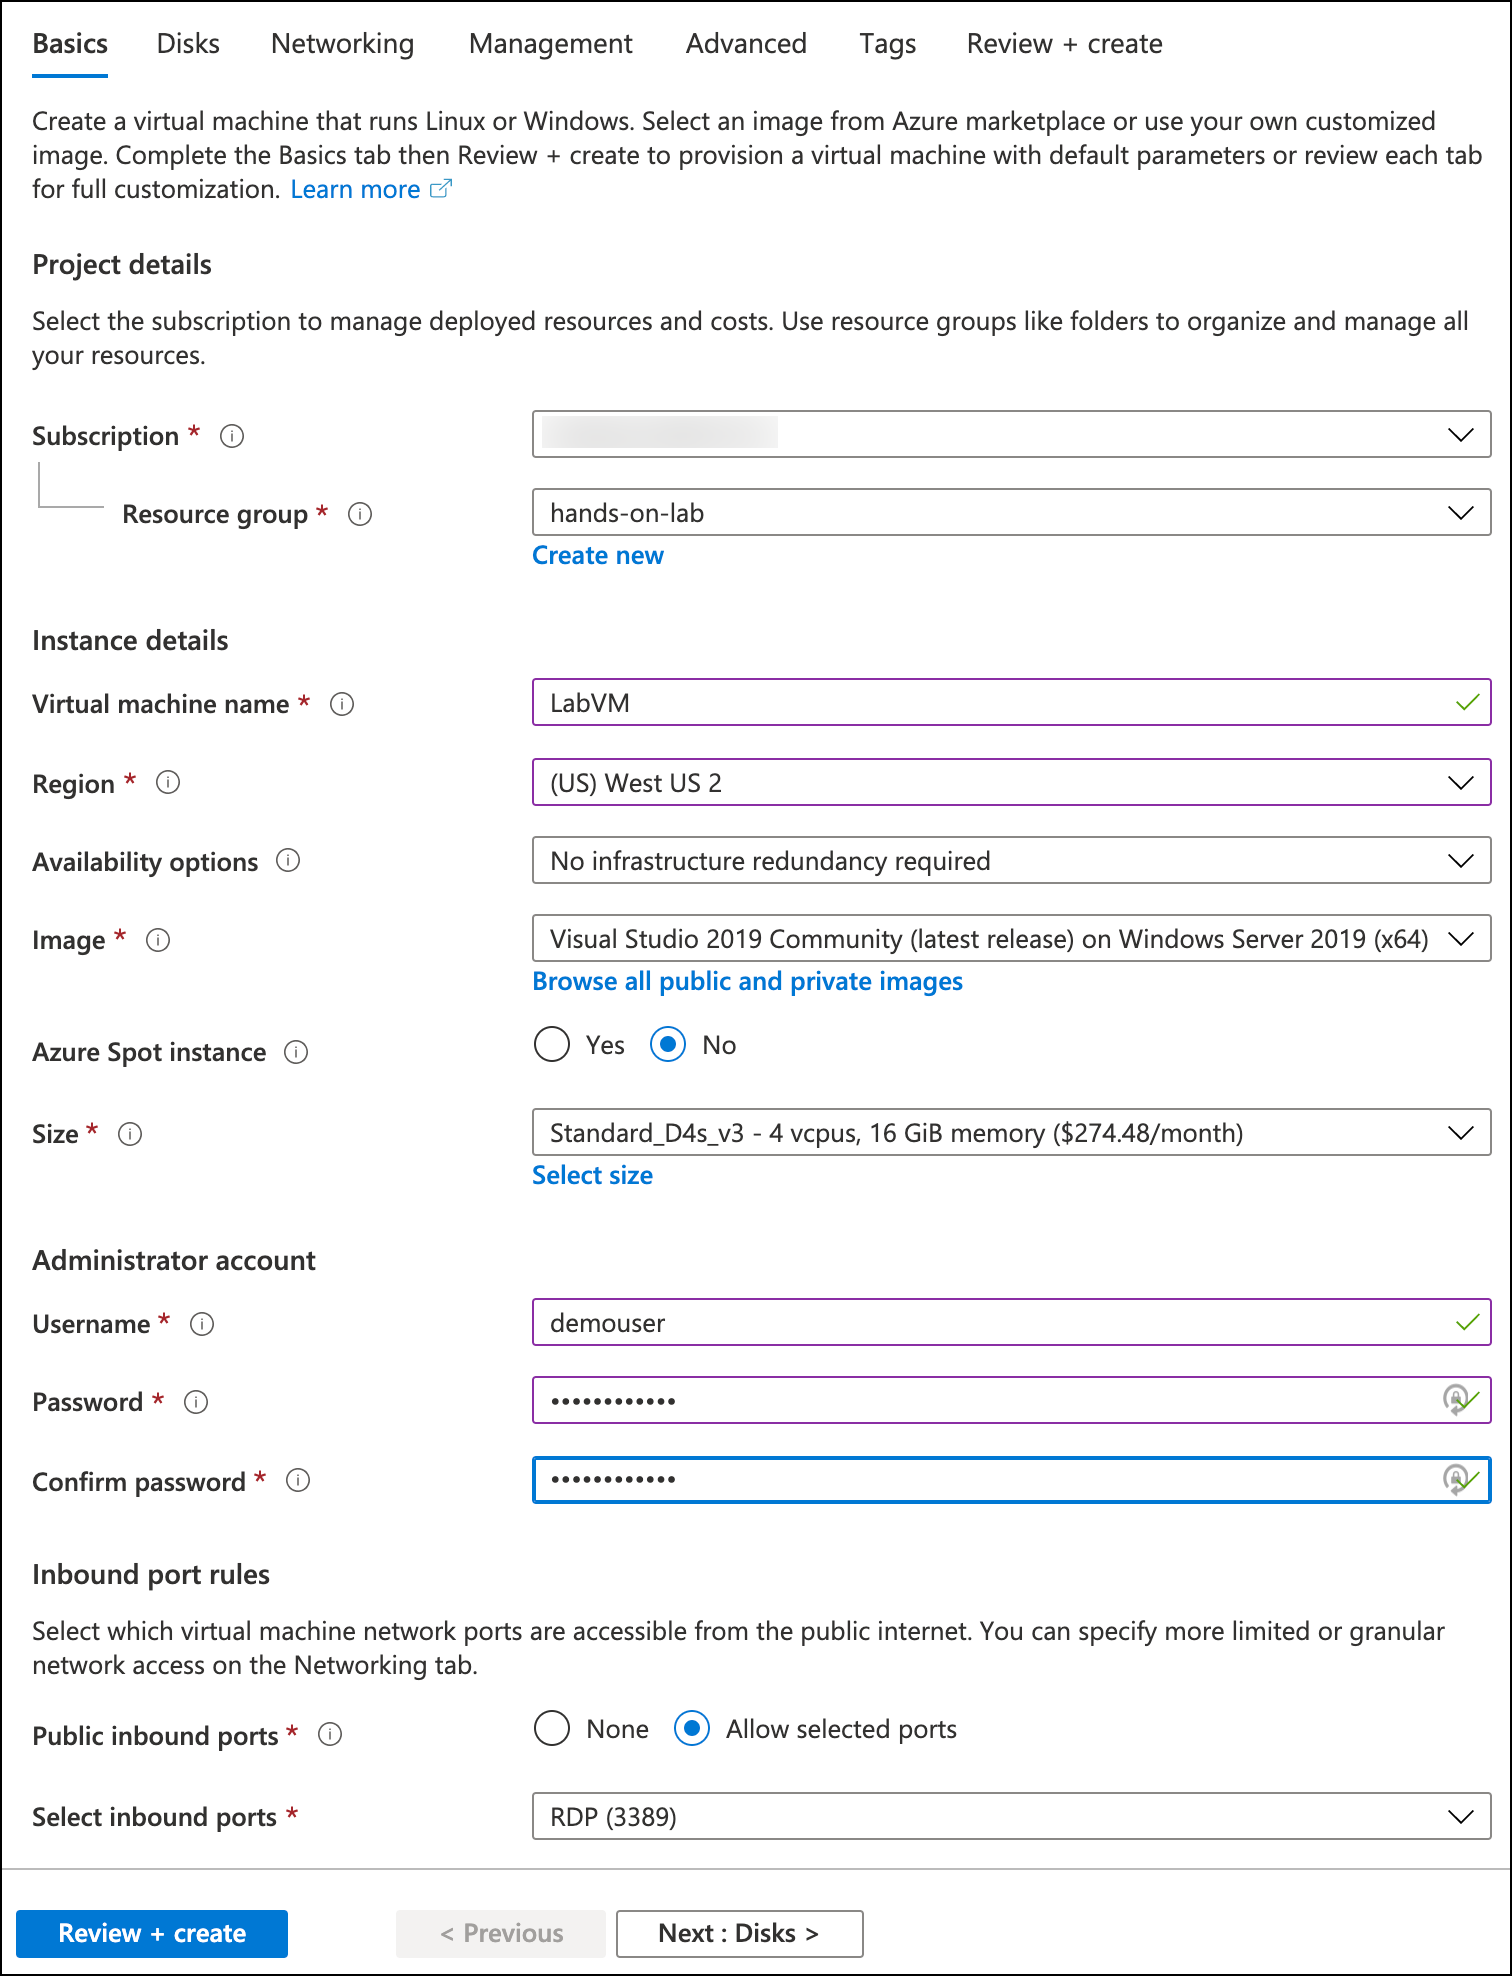 Basics Disks Networking Management Advanced Tags Review + create
Create a virtual machine that runs Linux or Windows. Select an image from Azure marketplace or use your own customized
image. Complete the Basics tab then Review + create to provision a virtual machine with default parameters or review each tab
for full customization. Learn more
Project details
Select the subscription to manage deployed resources and costs. Use resource groups like folders to organize and manage all
your resources.
Subscription *
Resource group * hands-on-lab
Create new
Instance details
Virtual machine name * LabVM
Region * (US) West US 2
Availability options No infrastructure redundancy required
Image * Visual Studio 2019 Community (latest release) on Windows Server 2019 (x64)
Browse all public and private images
Azure Spot instance Yes No
Size * Standard_D4s_v3 - 4 vcpus, 16 GiB memory ($274.48/month)
Select size
Administrator account
Username * demouser
Password * ••••••••••••
Confirm password * ••••••••••••
Inbound port rules
Select which virtual machine network ports are accessible from the public internet. You can specify more limited or granular
network access on the Networking tab.
Public inbound ports * None Allow selected ports
Select inbound ports * RDP (3389)
Review + create < Previous Next : Disks >